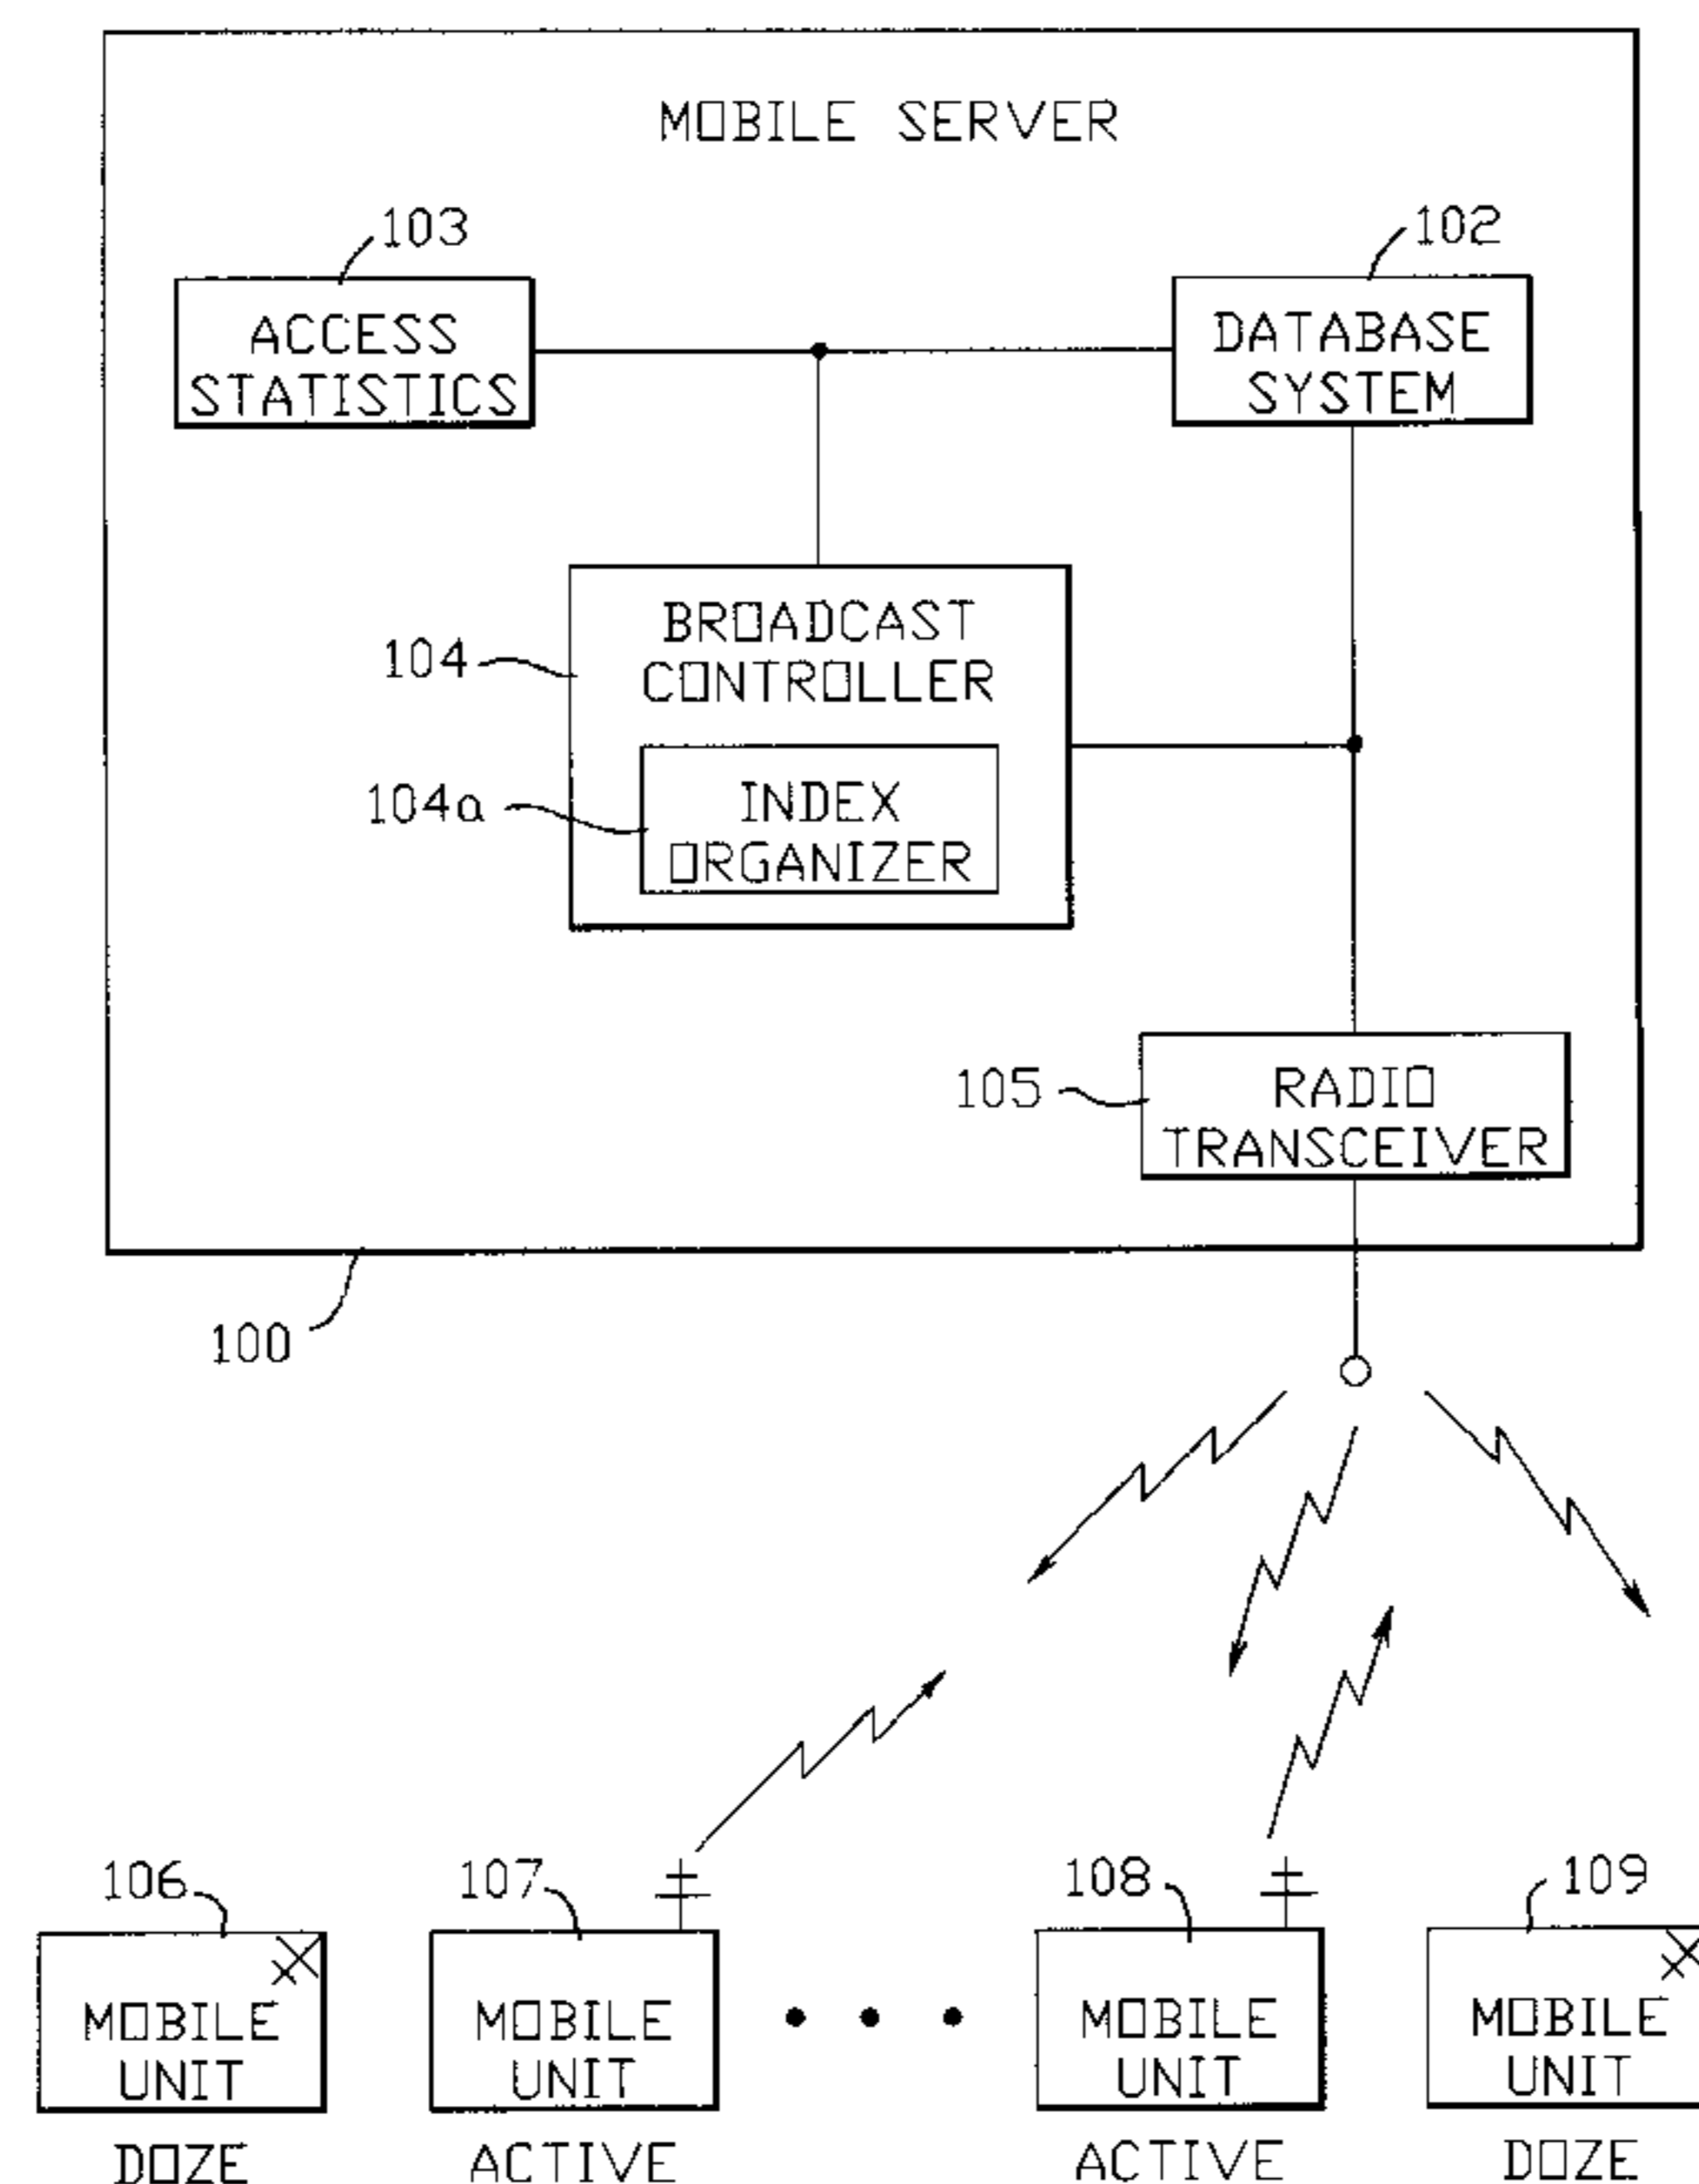 MOBILE SERVER
103
102
ACCESS
STATISTICS
DATABASE
SYSTEM
104
BROADCAST
CONTROLLER
104a
INDEX
ORGANIZER
105
RADIO
TRANSCEIVER
100
106
107
108
109
MOBILE
UNIT
MOBILE
UNIT
MOBILE
UNIT
MOBILE
UNIT
DOZE
ACTIVE
ACTIVE
DOZE